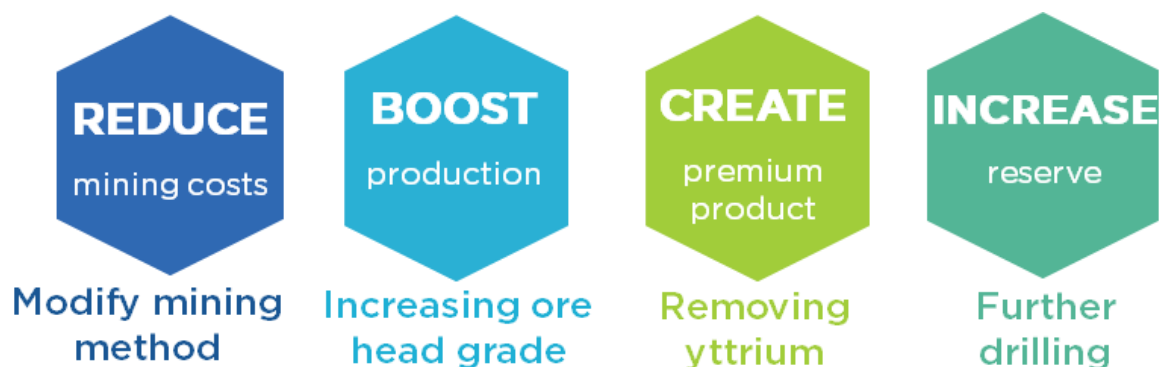 REDUCE
mining costs
Modify mining
method
BOOST
production
Increasing ore
head grade
CREATE
premium
product
Removing
yttrium
INCREASE
reserve
Further
drilling